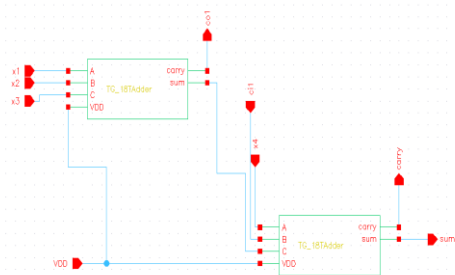 co1
x1
x2
x3
A
B
C
VDD
TG_18TAdder
carry
sum
ci1
x4
carry
A
B
C
VDD
TG_18TAdder
carry
sum
sum
VDD